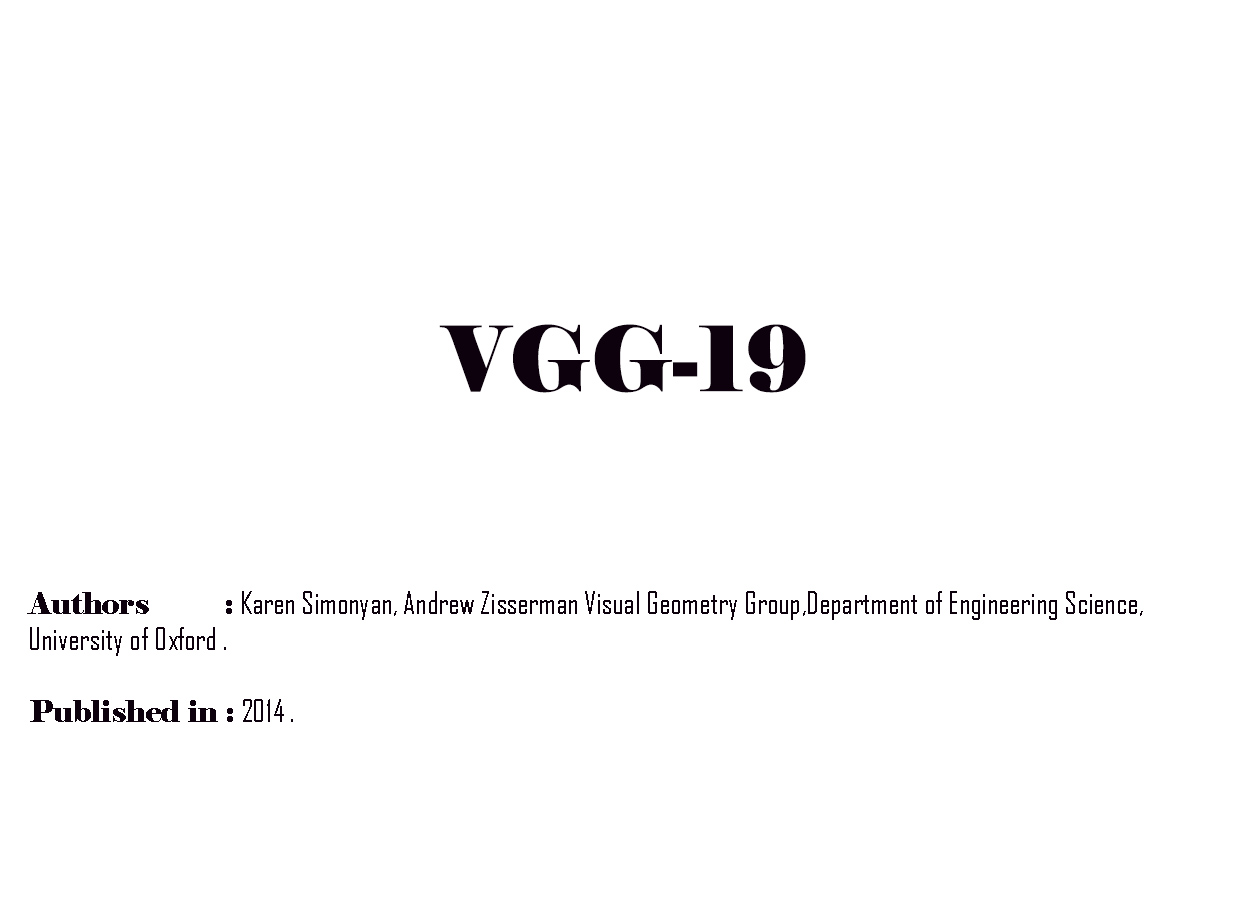 VGG-19
Authors : Karen Simonyan, Andrew Zisserman Visual Geometry Group,Department of Engineering Science,
University of Oxford .
Published in : 2014 .